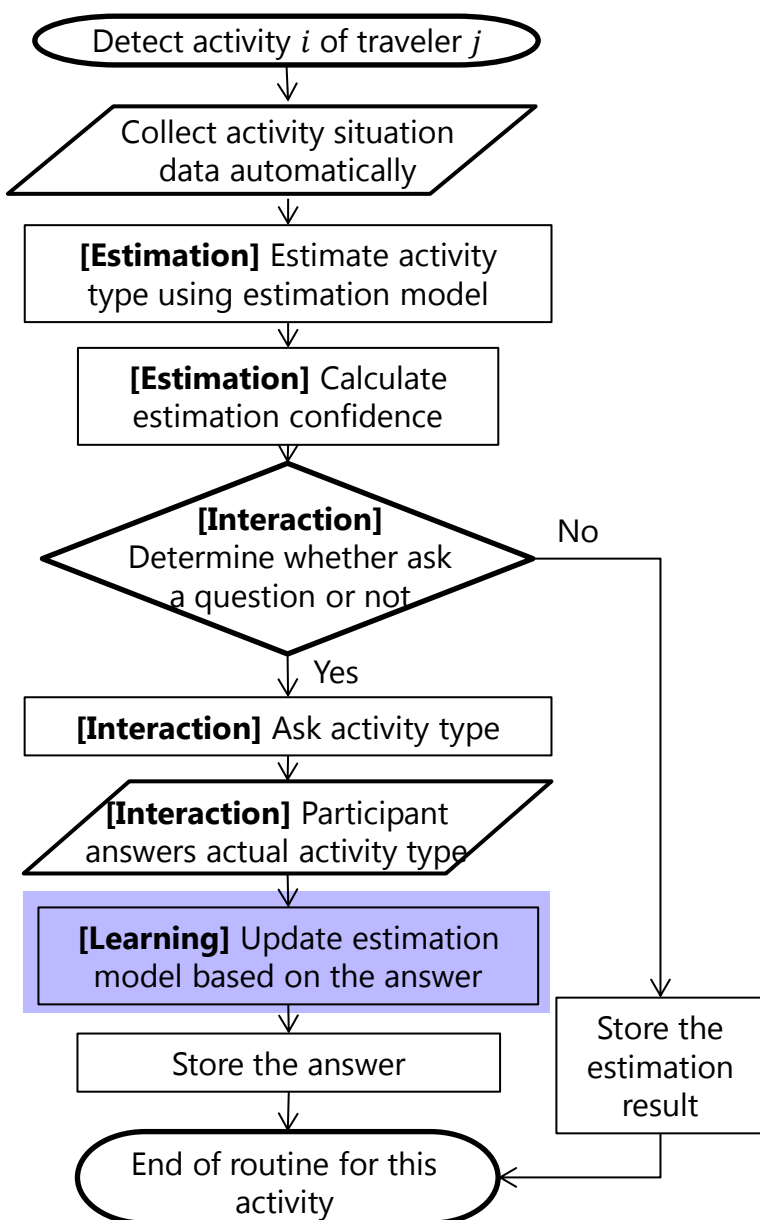 Detect activity i of traveler j
Collect activity situation
data automatically
[Estimation] Estimate activity
type using estimation model
[Estimation] Calculate
estimation confidence
[Interaction]
Determine whether ask
a question or not
No
Yes
[Interaction] Ask activity type
[Interaction] Participant
answers actual activity type
[Learning] Update estimation
model based on the answer
Store the answer
Store the
estimation
result
End of routine for this
activity